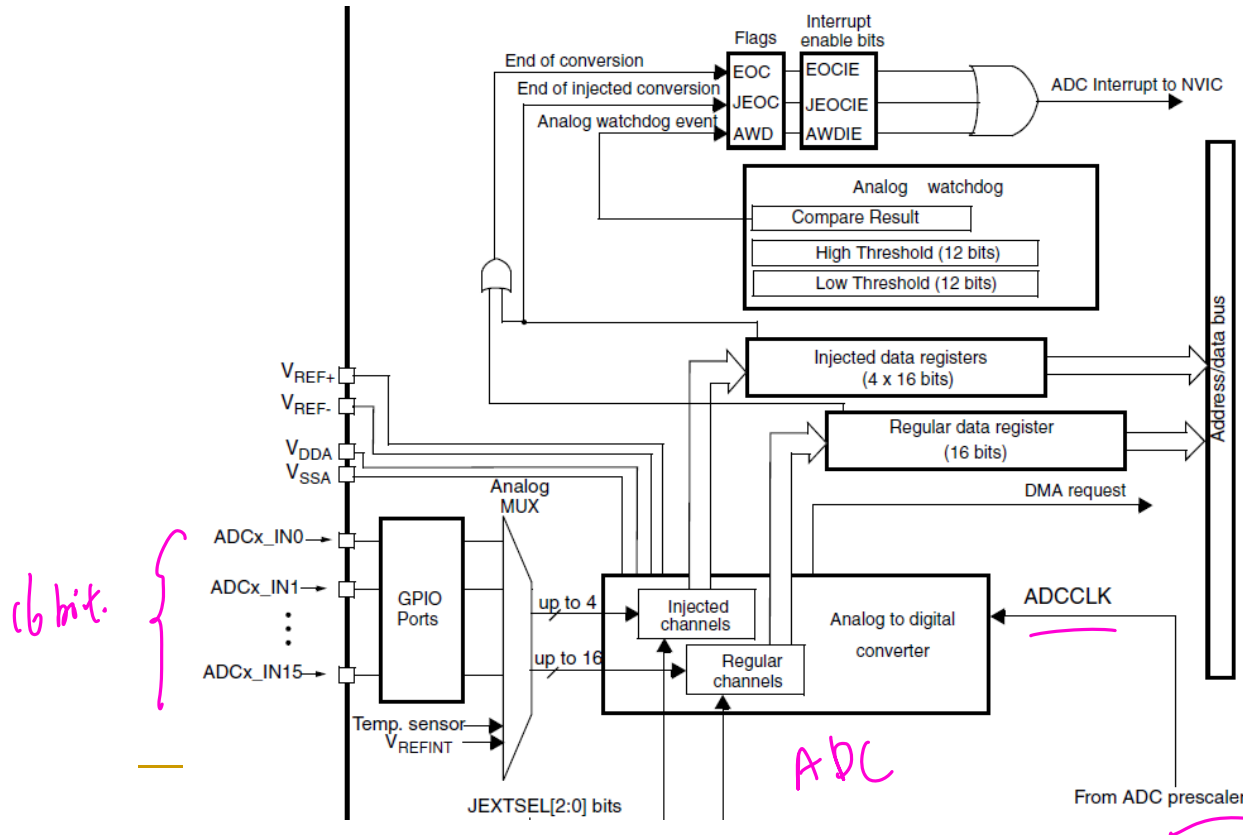 Interrupt
Flags enable bits
End of conversion
EOC EOCIE
End of injected conversion
JEOC JEOCIE
ADC Interrupt to NVIC
Analog watchdog event
AWD AWDIE
Analog watchdog
Compare Result
High Threshold (12 bits)
Low Threshold (12 bits)
Address/data bus
Injected data registers
(4 x 16 bits)
VREF+
VREF-
Regular data register
(16 bits)
VDDA
VSSA
Analog
MUX
DMA request
ADCx_IN0
ADCx_IN1
ADCx_IN15
16 bit.
GPIO
Ports
up to 4
Injected
channels
up to 16
Regular
channels
Analog to digital
converter
ADCCLK
Temp. sensor
VREFINT
ADC
JEXTSEL[2:0] bits
From ADC prescaler